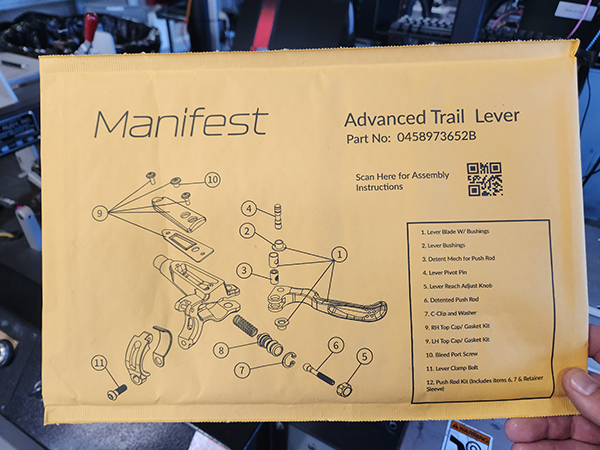 Manifest
Advanced Trail Lever
Part No: 0458973652B
Scan Here for Assembly
Instructions
10
9
4
2
3
1
8
7
6
5
11
1. Lever Blade W/ Bushings
2. Lever Bushings
3. Detent Mech for Push Rod
4. Lever Pivot Pin
5. Lever Reach Adjust Knob
6. Detented Push Rod
7. C-Clip and Washer
9. RH Top Cap/ Gasket Kit
9. LH Top Cap/ Gasket Kit
10. Bleed Port Screw
11. Lever Clamp Bolt
12. Push Rod Kit (Includes items 6, 7 & Retainer
Sleeve)
WARNING